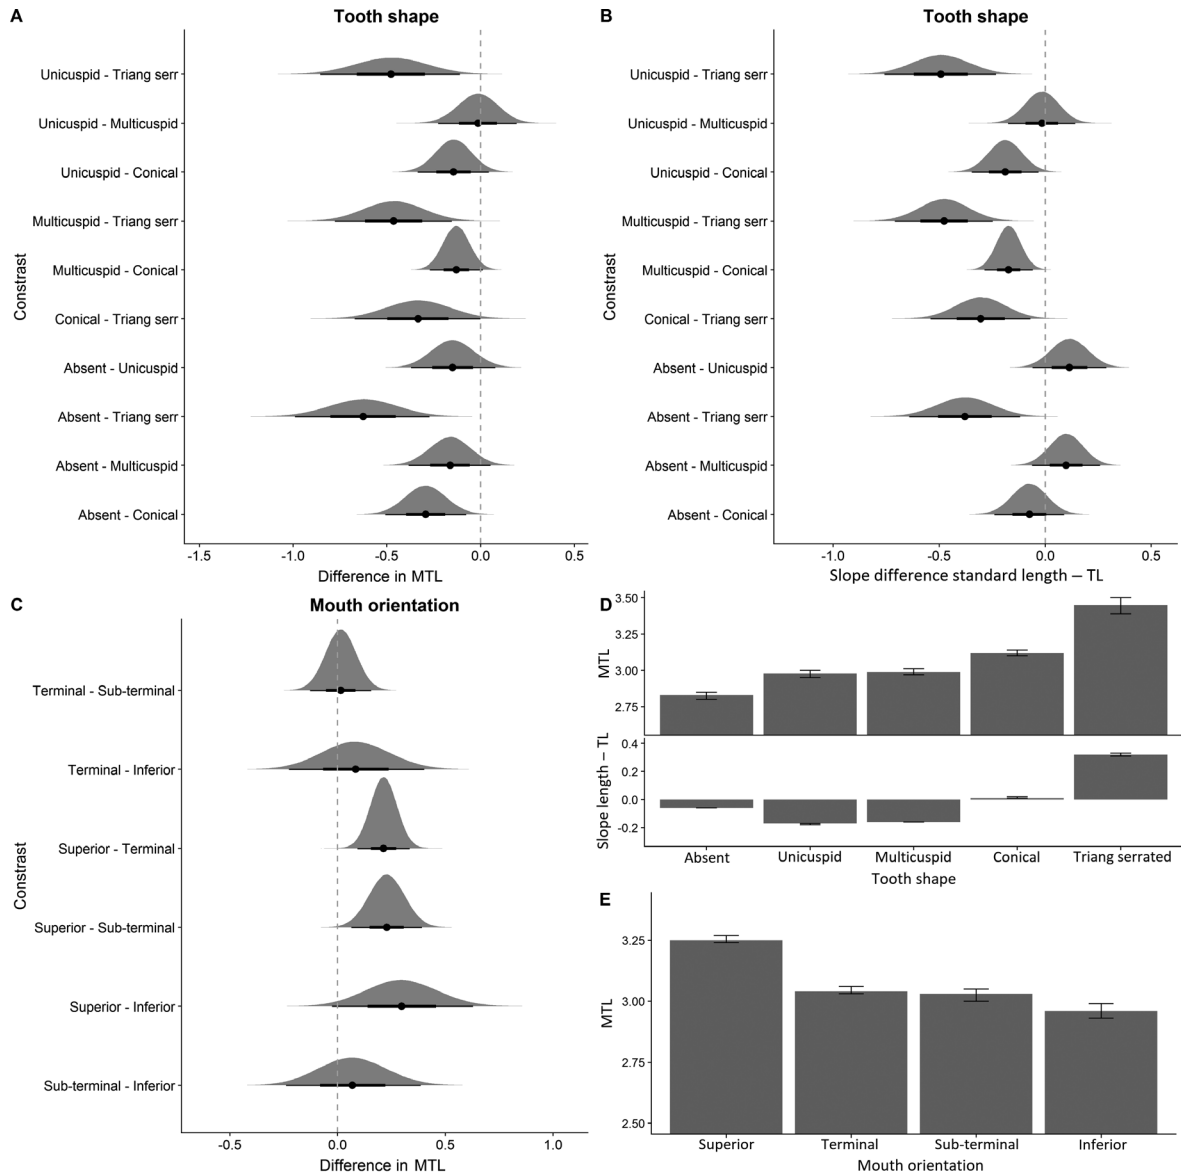 A
Tooth shape
Constrast
Unicuspid - Triang serr
Unicuspid - Multicuspid
Unicuspid - Conical
Multicuspid - Triang serr
Multicuspid - Conical
Conical - Triang serr
Absent - Unicuspid
Absent - Triang serr
Absent - Multicuspid
Absent - Conical
-1.5 -1.0 -0.5 0.0 0.5
Difference in MTL
B
Tooth shape
Constrast
Unicuspid - Triang serr
Unicuspid - Multicuspid
Unicuspid - Conical
Multicuspid - Triang serr
Multicuspid - Conical
Conical - Triang serr
Absent - Unicuspid
Absent - Triang serr
Absent - Multicuspid
Absent - Conical
-1.0 -0.5 0.0 0.5
Slope difference standard length – TL
C
Mouth orientation
Constrast
Terminal - Sub-terminal
Terminal - Inferior
Superior - Terminal
Superior - Sub-terminal
Superior - Inferior
Sub-terminal - Inferior
-0.5 0.0 0.5 1.0
Difference in MTL
D
MTL
3.50
3.25
3.00
2.75
Slope length – TL
0.4
0.2
0.0
-0.2
Absent Unicuspid Multicuspid Conical Triang serrated
Tooth shape
E
MTL
3.25
3.00
2.75
2.50
Superior Terminal Sub-terminal Inferior
Mouth orientation